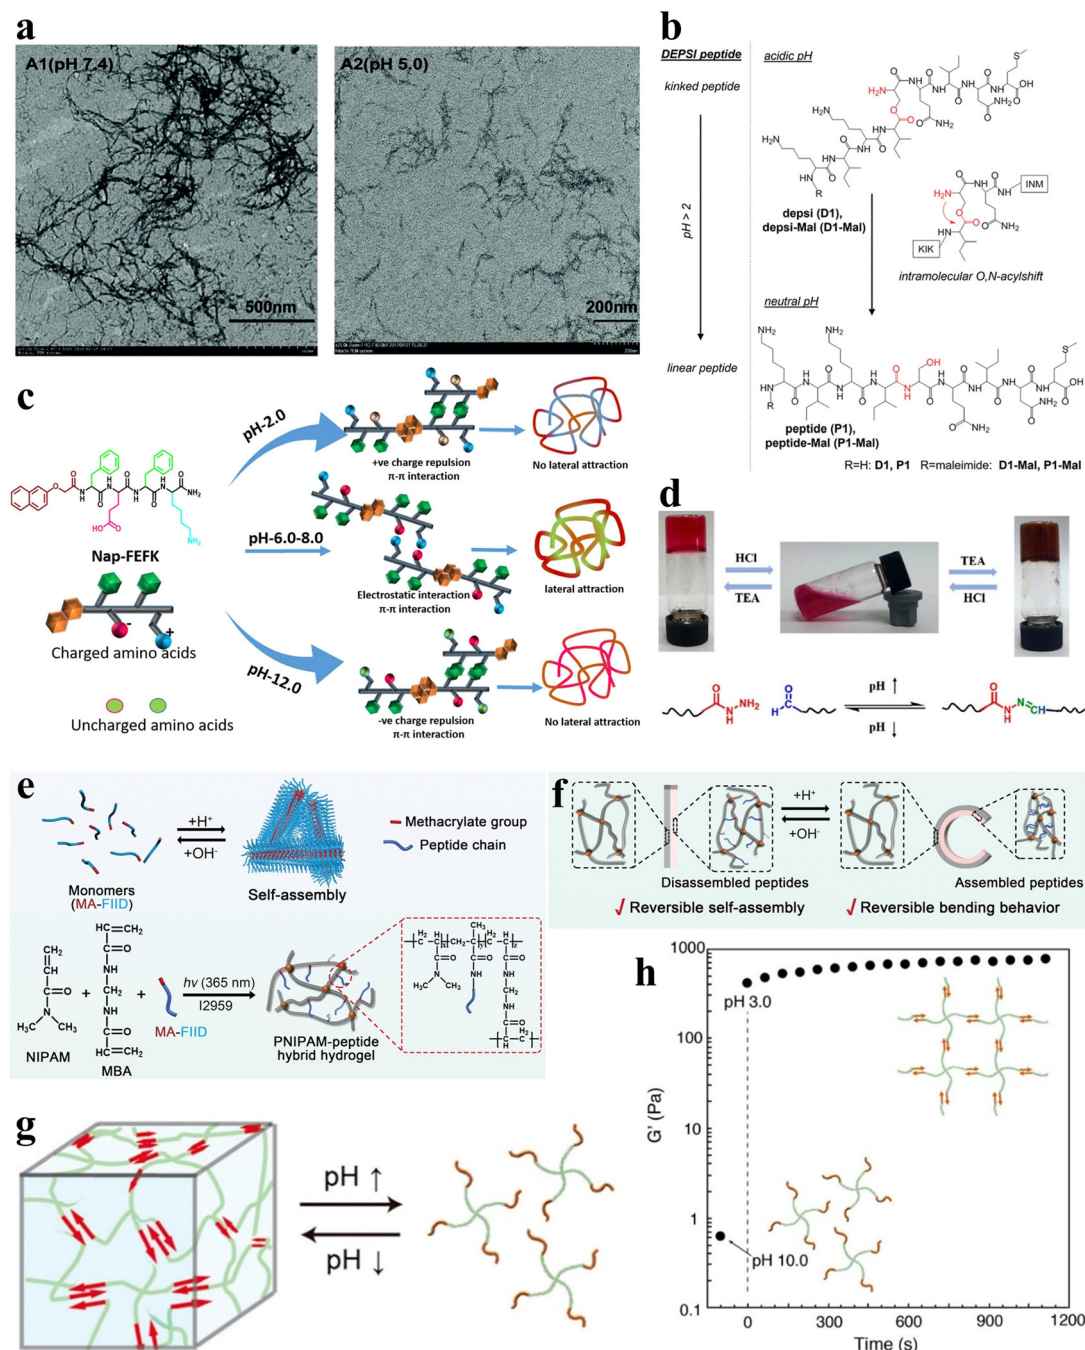 a
A1(pH 7.4)
500nm
A2(pH 5.0)
200nm
b
DEPSI peptide
kinked peptide
pH > 2
linear peptide
acidic pH
depsi (D1),
depsi-Mal (D1-Mal)
INM
KIK
intramolecular O,N-acylshift
neutral pH
peptide (P1),
peptide-Mal (P1-Mal)
R=H: D1, P1 R=maleimide: D1-Mal, P1-Mal
c
Nap-FEFK
Charged amino acids
Uncharged amino acids
pH-2.0
+ve charge repulsion
π-π interaction
No lateral attraction
pH-6.0-8.0
Electrostatic interaction
π-π interaction
lateral attraction
pH-12.0
-ve charge repulsion
π-π interaction
No lateral attraction
d
HCl
TEA
TEA
HCl
pH ↑
pH ↓
e
+H⁺
+OH⁻
Monomers
(MA-FIID)
Self-assembly
Methacrylate group
Peptide chain
NIPAM
+
MBA
+
MA-FIID
hv (365 nm)
I2959
PNIPAM-peptide
hybrid hydrogel
f
+H⁺
+OH⁻
Disassembled peptides
Assembled peptides
√ Reversible self-assembly
√ Reversible bending behavior
g
pH ↑
pH ↓
h
G' (Pa)
1000
100
10
1
0.1
pH 3.0
pH 10.0
0 300 600 900 1200
Time (s)